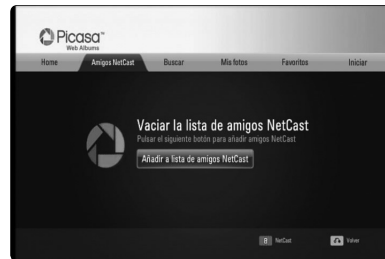 Picasa™
Web Albums
Home Amigos NetCast Buscar Mis fotos Favoritos Iniciar
Vaciar la lista de amigos NetCast
Pulsar el siguiente botón para añadir amigos NetCast
Añadir a lista de amigos NetCast
NetCast Volver